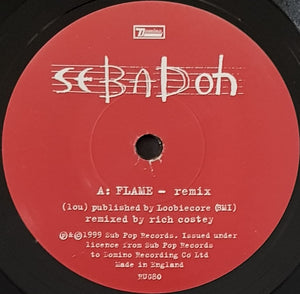 Domino
SEBADOH
A: FLAME - remix
(lou) published by Loobiecore (BMI)
remixed by rich costey
℗&©1999 Sub Pop Records. Issued under
licence from Sub Pop Records
to Domino Recording Co Ltd
Made in England
RUG80